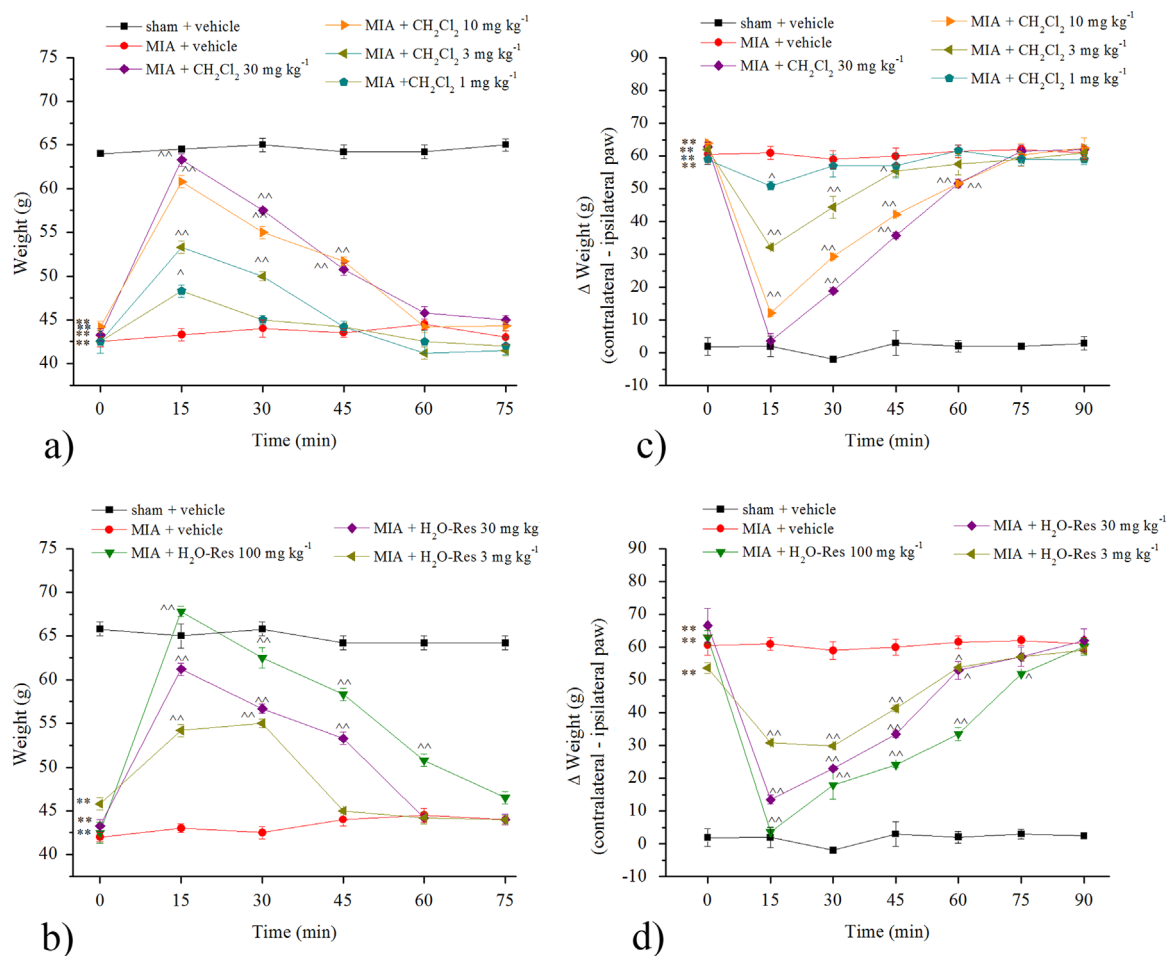 sham + vehicle
MIA + vehicle
MIA + CH₂Cl₂ 30 mg kg⁻¹
MIA + CH₂Cl₂ 10 mg kg⁻¹
MIA + CH₂Cl₂ 3 mg kg⁻¹
MIA +CH₂Cl₂ 1 mg kg⁻¹
Weight (g)
70
65
60
55
50
45
40
^^
^^
^^
^^
^^
^^
^^
^^
^
**
**
**
**
0 15 30 45 60 75
Time (min)
a)
sham + vehicle
MIA + vehicle
MIA + CH₂Cl₂ 30 mg kg⁻¹
MIA + CH₂Cl₂ 10 mg kg⁻¹
MIA + CH₂Cl₂ 3 mg kg⁻¹
MIA + CH₂Cl₂ 1 mg kg⁻¹
Δ Weight (g)
(contralateral - ipsilateral paw)
90
80
70
60
50
40
30
20
10
0
-10
**
**
**
**
^
^^
^^
^^
^^
^^
^
^^
^^
^^
^^
0 15 30 45 60 75 90
Time (min)
c)
sham + vehicle
MIA + vehicle
MIA + H₂O-Res 100 mg kg⁻¹
MIA + H₂O-Res 30 mg kg
MIA + H₂O-Res 3 mg kg⁻¹
Weight (g)
70
65
60
55
50
45
40
^^
^^
^^
^^
^^
^^
^^
^^
^^
**
**
**
0 15 30 45 60 75
Time (min)
b)
sham + vehicle
MIA + vehicle
MIA + H₂O-Res 100 mg kg⁻¹
MIA + H₂O-Res 30 mg kg⁻¹
MIA + H₂O-Res 3 mg kg⁻¹
Δ Weight (g)
(contralateral - ipsilateral paw)
90
80
70
60
50
40
30
20
10
0
-10
**
**
**
^^
^^
^^
^^
^^
^^
^^
^^
^^
^
^
^^
^
0 15 30 45 60 75 90
Time (min)
d)